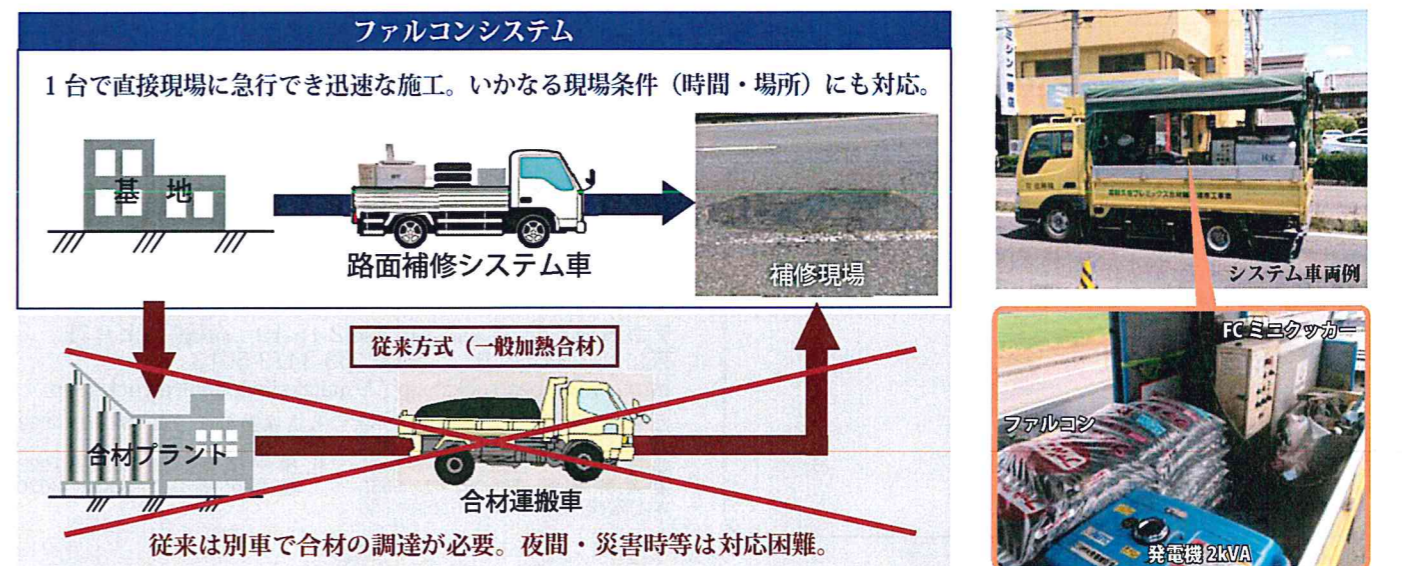 ファルコンシステム
1台で直接現場に急行でき迅速な施工。いかなる現場条件（時間・場所）にも対応。
基 地
路面補修システム車
補修現場
従来方式（一般加熱合材）
合材プラント
合材運搬車
従来は別車で合材の調達が必要。夜間・災害時等は対応困難。
システム車両例
FCミニクッカー
ファルコン
発電機 2kVA